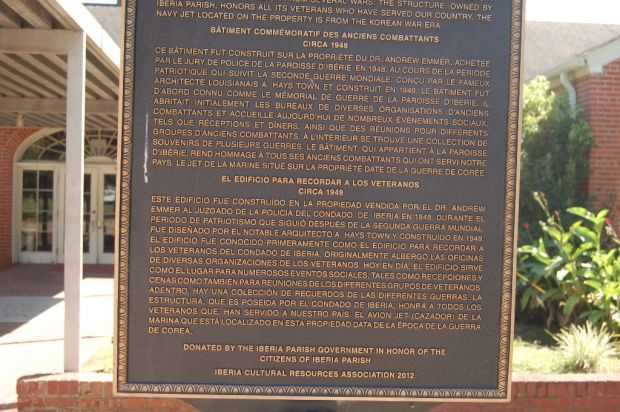 SEVERAL WARS. THE STRUCTURE, OWNED BY
IBERIA PARISH, HONORS ALL ITS VETERANS WHO HAVE SERVED OUR COUNTRY. THE
NAVY JET LOCATED ON THE PROPERTY IS FROM THE KOREAN WAR ERA
BÂTIMENT COMMÉMORATIF DES ANCIENS COMBATTANTS
CIRCA 1948
CE BÂTIMENT FUT CONSTRUIT SUR LA PROPRIÉTÉ DU DR. ANDREW EMMER, ACHETÉE
PAR LE JURY DE POLICE DE LA PAROISSE D'IBÉRIE EN 1948, AU COURS DE LA PÉRIODE
PATRIOTIQUE QUI SUIVIT LA SECONDE GUERRE MONDIALE. CONÇU PAR LE FAMEUX
ARCHITECTE LOUISIANAIS A. HAYS TOWN ET CONSTRUIT EN 1949, LE BÂTIMENT FUT
D'ABORD CONNU COMME LE MÉMORIAL DE GUERRE DE LA PAROISSE D'IBÉRIE. IL
ABRITAIT INITIALEMENT LES BUREAUX DE DIVERSES ORGANISATIONS D'ANCIENS
COMBATTANTS ET ACCUEILLE AUJOURD'HUI DE NOMBREUX ÉVÉNEMENTS SOCIAUX,
TELS QUE RÉCEPTIONS ET DÎNERS, AINSI QUE DES RÉUNIONS POUR DIFFÉRENTS
GROUPES D'ANCIENS COMBATTANTS. À L'INTÉRIEUR SE TROUVE UNE COLLECTION DE
SOUVENIRS DE PLUSIEURS GUERRES. LE BÂTIMENT, QUI APPARTIENT À LA PAROISSE
D'IBÉRIE, REND HOMMAGE À TOUS SES ANCIENS COMBATTANTS QUI ONT SERVI NOTRE
PAYS. LE JET DE LA MARINE SITUÉ SUR LA PROPRIÉTÉ DATE DE LA GUERRE DE CORÉE.
EL EDIFICIO PARA RECORDAR A LOS VETERANOS
CIRCA 1949
ESTE EDIFICIO FUE CONSTRUIDO EN LA PROPIEDAD VENDIDA POR EL DR. ANDREW
EMMER AL JUZGADO DE LA POLICÍA DEL CONDADO DE IBERIA EN 1948. DURANTE EL
PERIODO DE PATRIOTISMO QUE SIGUIÓ DESPUÉS DE LA SEGUNDA GUERRA MUNDIAL
FUE DISEÑADO POR EL NOTABLE ARQUITECTO A. HAYS TOWN Y CONSTRUIDO EN 1949
EL EDIFICIO FUE CONOCIDO PRIMERAMENTE COMO EL EDIFICIO PARA RECORDAR A
LOS VETERANOS DEL CONDADO DE IBERIA, ORIGINALMENTE ALBERGO LAS OFICINAS
DE DIVERSAS ORGANIZACIONES DE LOS VETERANOS. HOY EN DÍA, EL EDIFICIO SIRVE
COMO EL LUGAR PARA NUMEROSOS EVENTOS SOCIALES, TALES COMO RECEPCIONES Y
CENAS COMO TAMBIÉN PARA REUNIONES DE LOS DIFERENTES GRUPOS DE VETERANOS
ADENTRO, HAY UNA COLECCIÓN DE RECUERDOS DE LAS DIFERENTES GUERRAS. LA
ESTRUCTURA, QUE ES POSEIDA POR EL CONDADO DE IBERIA, HONRA A TODOS LOS
VETERANOS QUE HAN SERVIDO A NUESTRO PAIS. EL AVION JET (CAZADOR) DE LA
MARINA QUE ESTÁ LOCALIZADO EN ESTA PROPIEDAD DATA DE LA ÉPOCA DE LA GUERRA
DE COREA.
DONATED BY THE IBERIA PARISH GOVERNMENT IN HONOR OF THE
CITIZENS OF IBERIA PARISH
IBERIA CULTURAL RESOURCES ASSOCIATION 2012